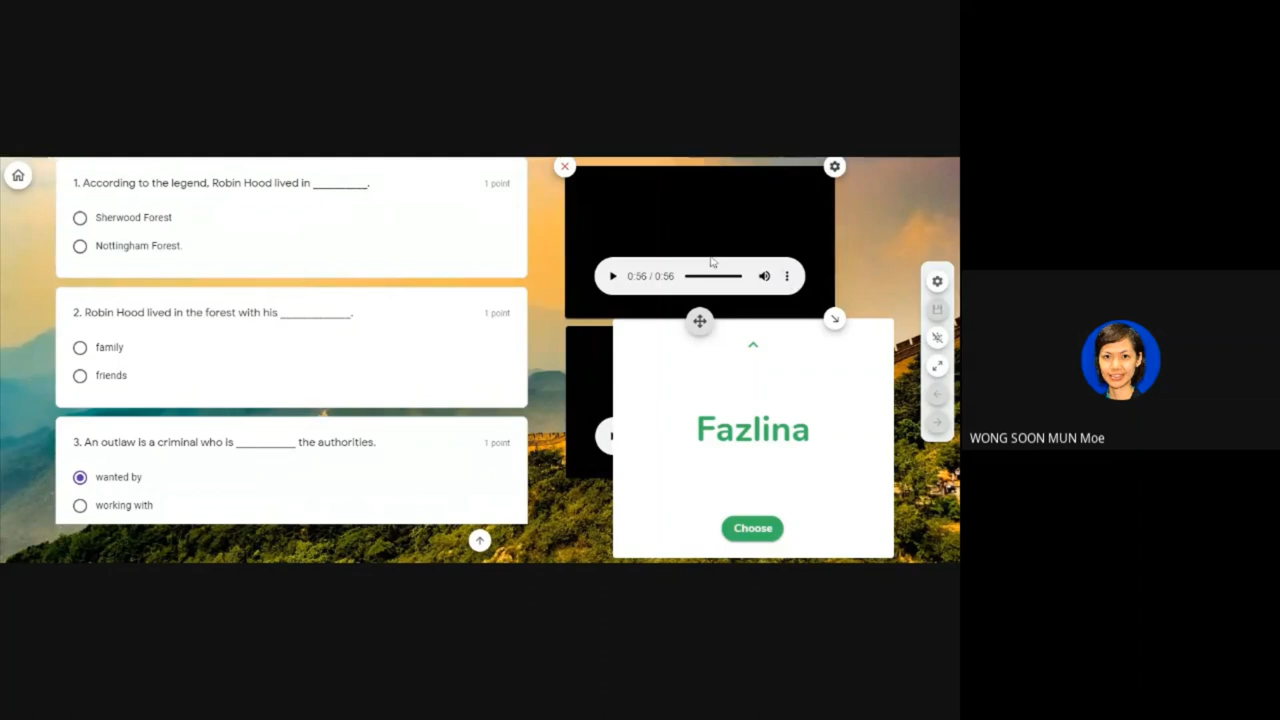 1. According to the legend, Robin Hood lived in _________.
1 point
Sherwood Forest
Nottingham Forest.
2. Robin Hood lived in the forest with his ____________.
1 point
family
friends
3. An outlaw is a criminal who is __________ the authorities.
1 point
wanted by
working with
0:56 / 0:56
Fazlina
Choose
WONG SOON MUN Moe